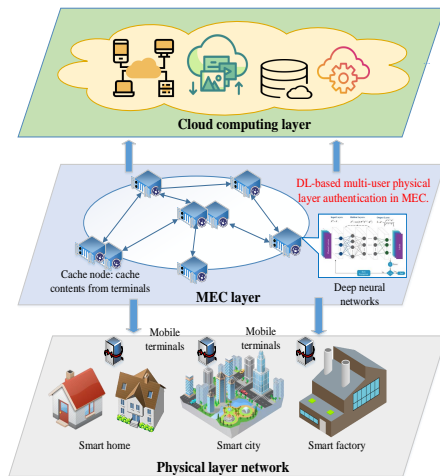 Cloud computing layer
DL-based multi-user physical
layer authentication in MEC.
Cache node: cache
contents from terminals
Deep neural
networks
MEC layer
Mobile
terminals
Mobile
terminals
Smart home
Smart city
Smart factory
Physical layer network